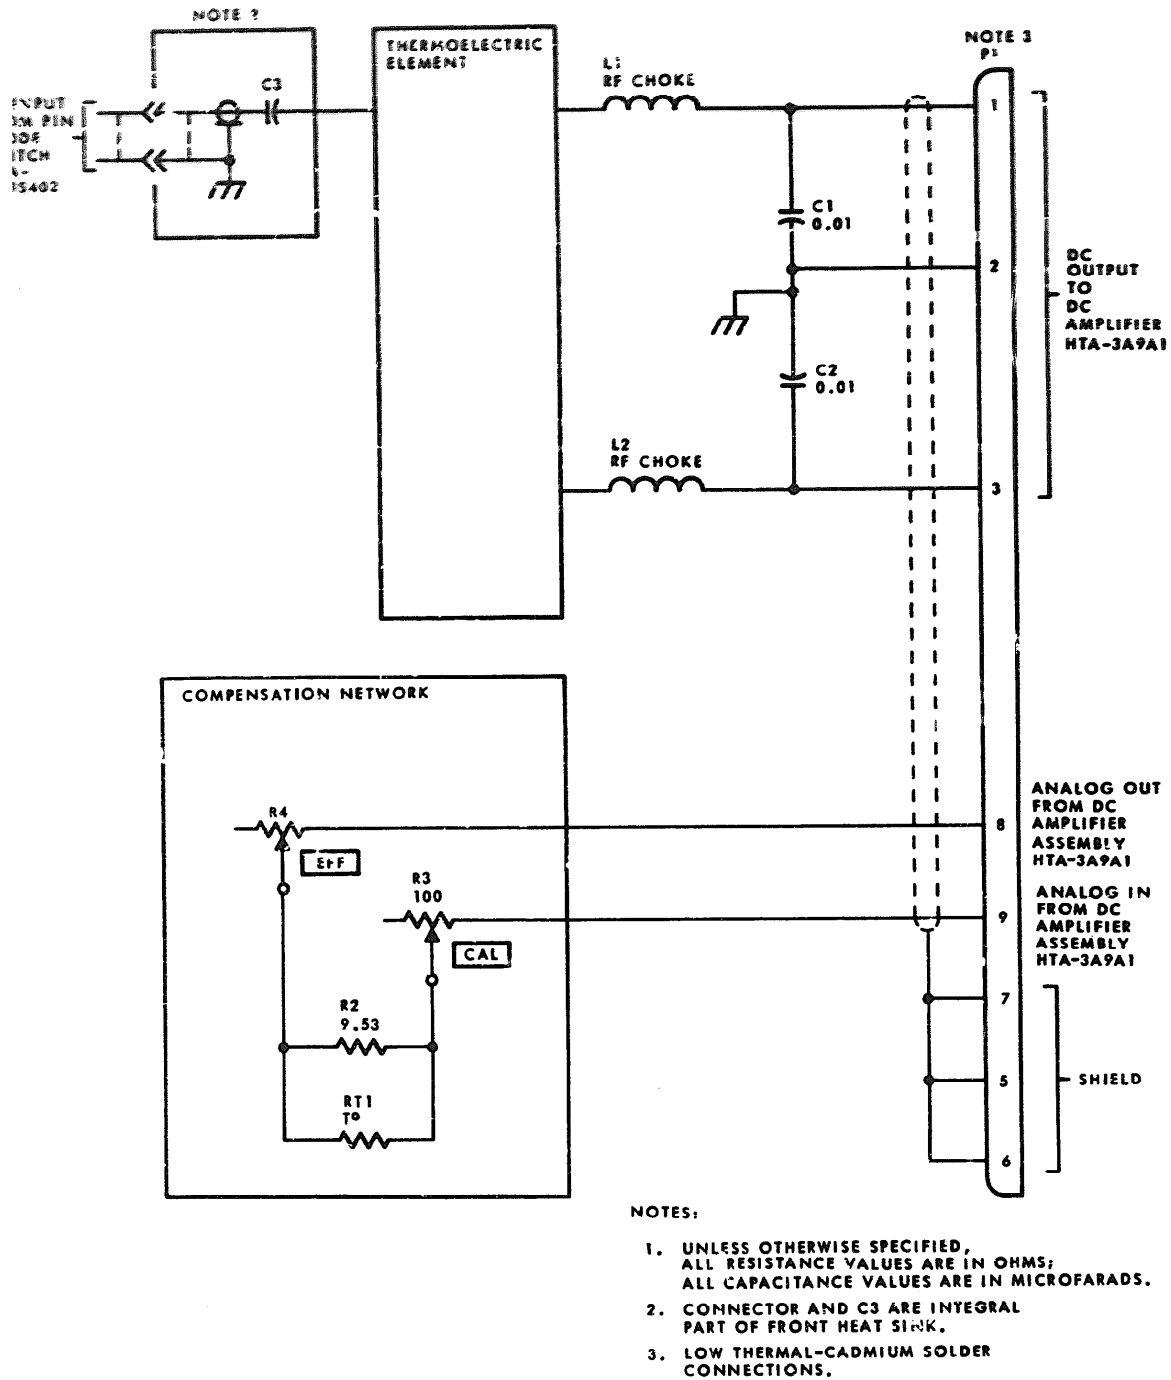 NOTE ?
THERMOELECTRIC
ELEMENT
C3
PIN
S402
L1
RF CHOKE
NOTE 3
P1
1
C1
0.01
2
DC
OUTPUT
TO
DC
AMPLIFIER
HTA-3A9A1
C2
0.01
L2
RF CHOKE
3
COMPENSATION NETWORK
R4
EFF
R3
100
CAL
R2
9.53
RT1
T°
8
ANALOG OUT
FROM DC
AMPLIFIER
ASSEMBLY
HTA-3A9A1
9
ANALOG IN
FROM DC
AMPLIFIER
ASSEMBLY
HTA-3A9A1
7
5
SHIELD
6
NOTES:
1. UNLESS OTHERWISE SPECIFIED,
ALL RESISTANCE VALUES ARE IN OHMS;
ALL CAPACITANCE VALUES ARE IN MICROFARADS.
2. CONNECTOR AND C3 ARE INTEGRAL
PART OF FRONT HEAT SINK.
3. LOW THERMAL-CADMIUM SOLDER
CONNECTIONS.